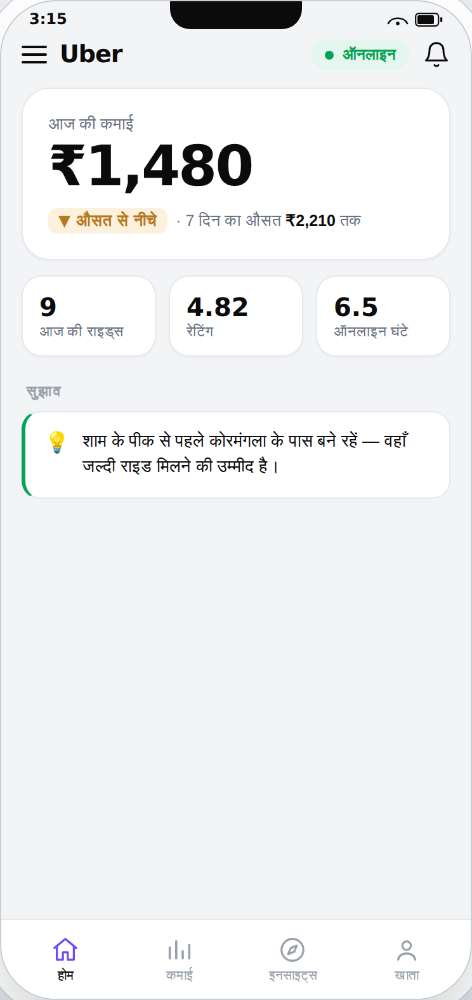 3:15
Uber
ऑनलाइन
आज की कमाई
₹1,480
▼ औसत से नीचे · 7 दिन का औसत ₹2,210 तक
9
आज की राइड्स
4.82
रेटिंग
6.5
ऑनलाइन घंटे
सुझाव
शाम के पीक से पहले कोरमंगला के पास बने रहें — वहाँ
जल्दी राइड मिलने की उम्मीद है।
होम
कमाई
इनसाइट्स
खाता